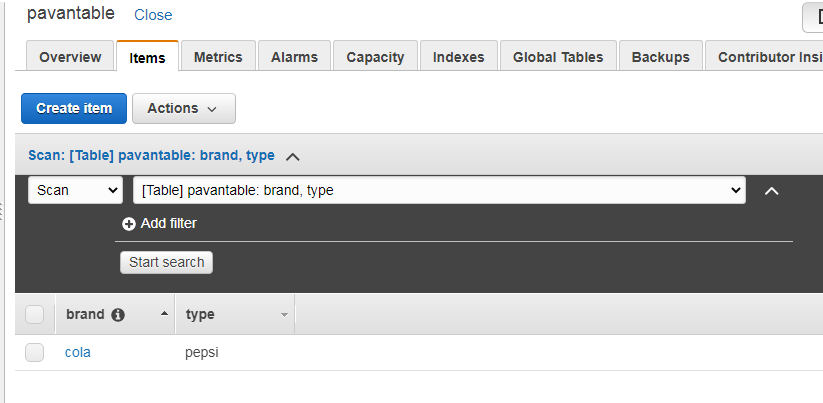 pavantable Close
Overview Items Metrics Alarms Capacity Indexes Global Tables Backups Contributor Insi
Create item Actions
Scan: [Table] pavantable: brand, type
Scan [Table] pavantable: brand, type
Add filter
Start search
brand type
cola pepsi